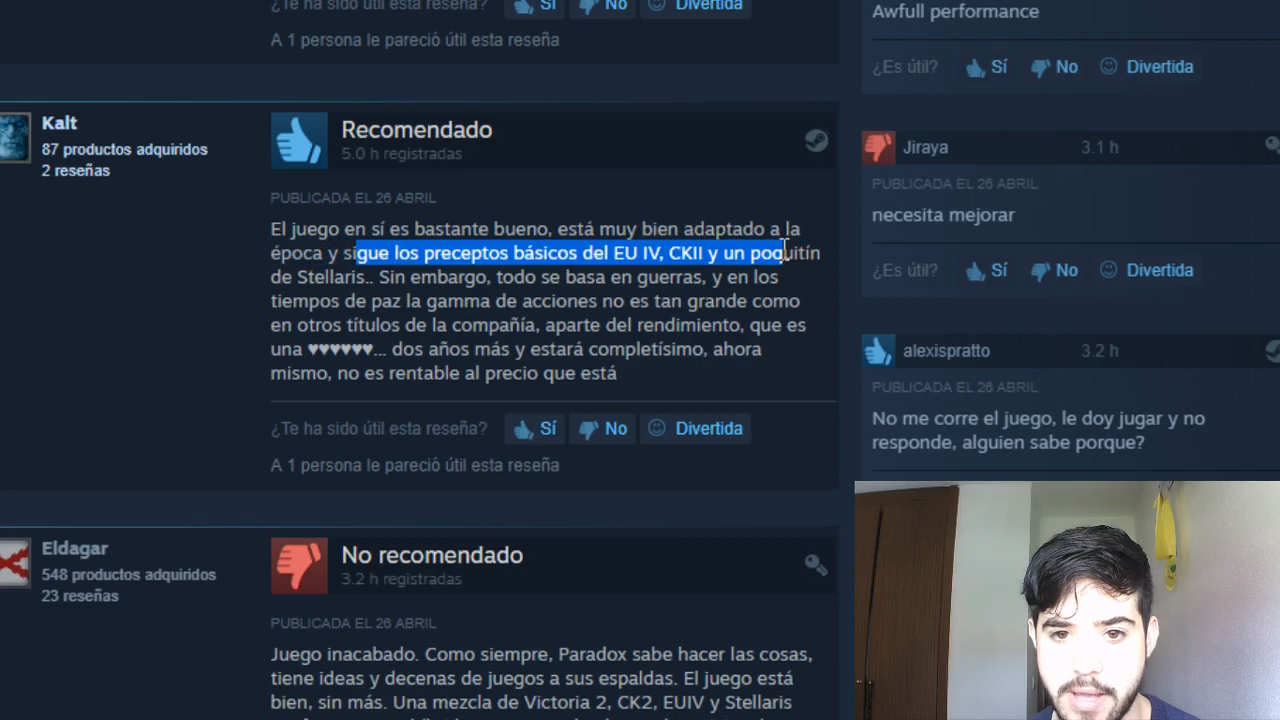 ¿Te ha sido útil esta reseña? Sí No Divertida
A 1 persona le pareció útil esta reseña
Kalt
87 productos adquiridos
2 reseñas
Recomendado
5.0 h registradas
PUBLICADA EL 26 ABRIL
El juego en sí es bastante bueno, está muy bien adaptado a la
época y sigue los preceptos básicos del EU IV, CKII y un poquitín
de Stellaris.. Sin embargo, todo se basa en guerras, y en los
tiempos de paz la gamma de acciones no es tan grande como
en otros títulos de la compañía, aparte del rendimiento, que es
una ♥♥♥♥♥♥... dos años más y estará completísimo, ahora
mismo, no es rentable al precio que está
¿Te ha sido útil esta reseña? Sí No Divertida
A 1 persona le pareció útil esta reseña
Eldagar
548 productos adquiridos
23 reseñas
No recomendado
3.2 h registradas
PUBLICADA EL 26 ABRIL
Juego inacabado. Como siempre, Paradox sabe hacer las cosas,
tiene ideas y decenas de juegos a sus espaldas. El juego está
bien, sin más. Una mezcla de Victoria 2, CK2, EUIV y Stellaris
Awfull performance
¿Es útil? Sí No Divertida
Jiraya 3.1 h
PUBLICADA EL 26 ABRIL
necesita mejorar
¿Es útil? Sí No Divertida
alexispratto 3.2 h
PUBLICADA EL 26 ABRIL
No me corre el juego, le doy jugar y no
responde, alguien sabe porque?